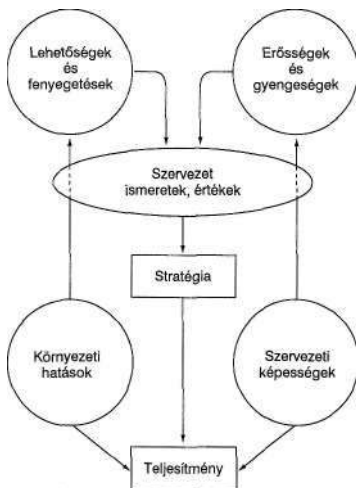 Lehetőségek
és
fenyegetések
Erősségek
és
gyengeségek
Szervezet
ismeretek, értékek
Stratégia
Környezeti
hatások
Szervezeti
képességek
Teljesítmény